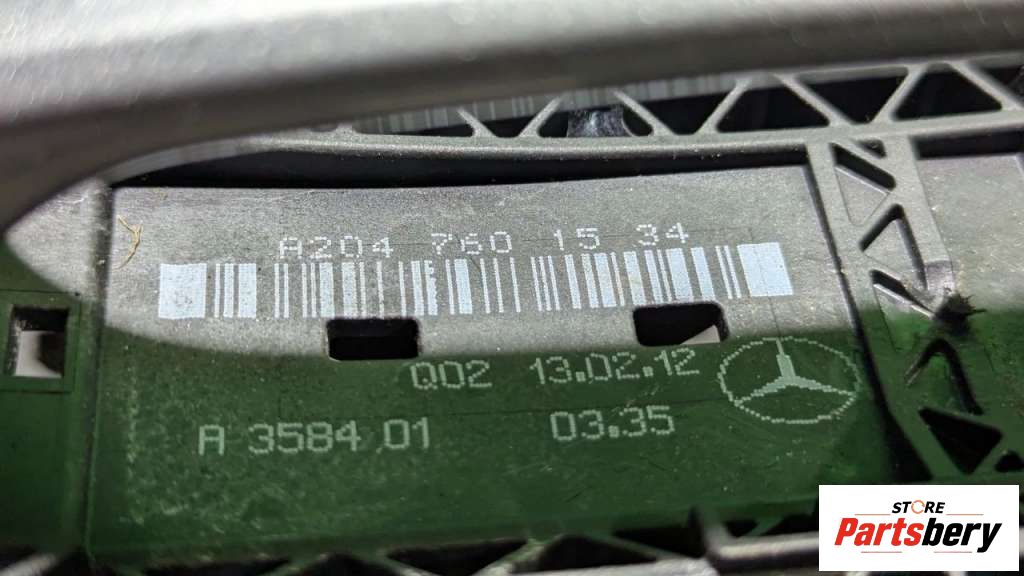 A204 760 15 34
Q02 13.02.12
A 3584 01 03.35
STORE
Partsbery